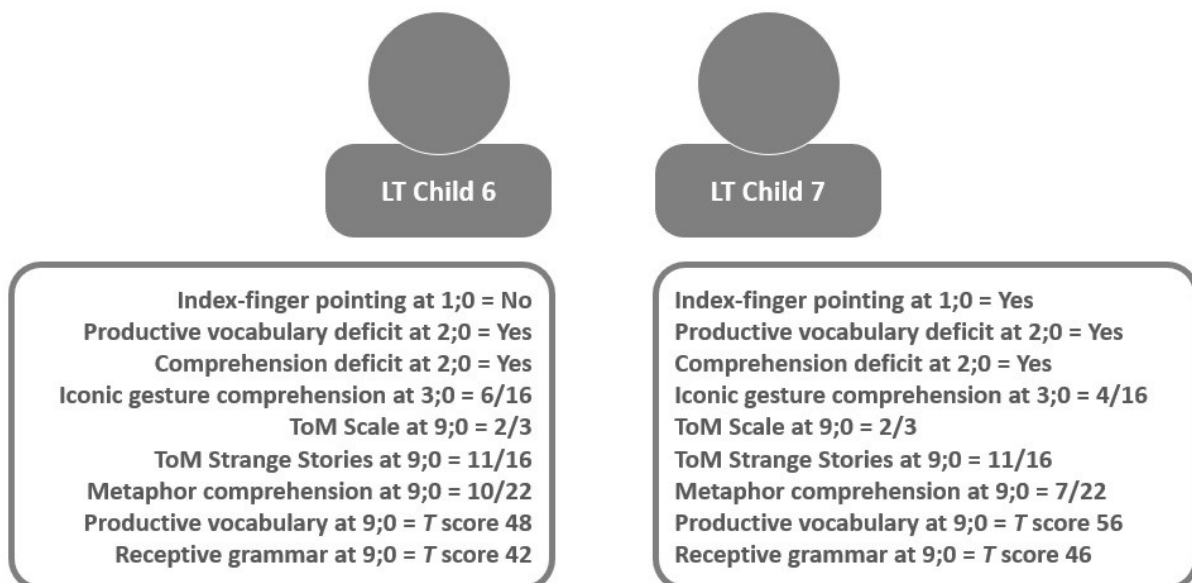 LT Child 6
Index-finger pointing at 1;0 = No
Productive vocabulary deficit at 2;0 = Yes
Comprehension deficit at 2;0 = Yes
Iconic gesture comprehension at 3;0 = 6/16
ToM Scale at 9;0 = 2/3
ToM Strange Stories at 9;0 = 11/16
Metaphor comprehension at 9;0 = 10/22
Productive vocabulary at 9;0 = T score 48
Receptive grammar at 9;0 = T score 42
LT Child 7
Index-finger pointing at 1;0 = Yes
Productive vocabulary deficit at 2;0 = Yes
Comprehension deficit at 2;0 = Yes
Iconic gesture comprehension at 3;0 = 4/16
ToM Scale at 9;0 = 2/3
ToM Strange Stories at 9;0 = 11/16
Metaphor comprehension at 9;0 = 7/22
Productive vocabulary at 9;0 = T score 56
Receptive grammar at 9;0 = T score 46